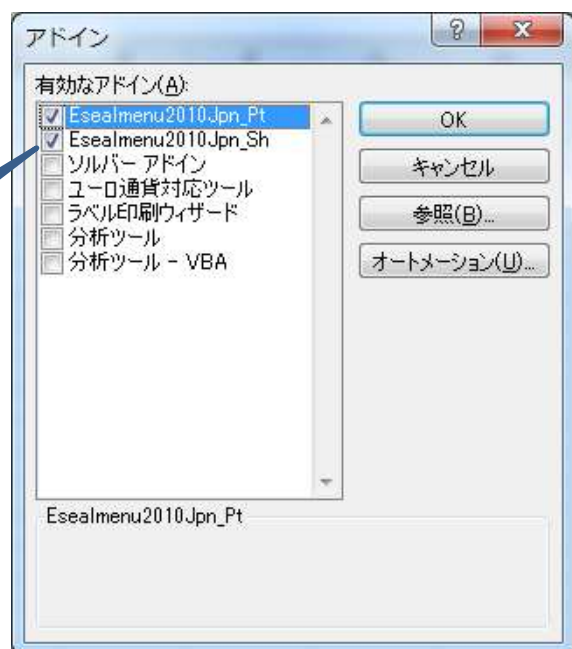 アドイン
有効なアドイン(A):
Esealmenu2010Jpn_Pt
Esealmenu2010Jpn_Sh
ソルバー アドイン
ユーロ通貨対応ツール
ラベル印刷ウィザード
分析ツール
分析ツール - VBA
OK
キャンセル
参照(B)...
オートメーション(U)...
Esealmenu2010Jpn_Pt